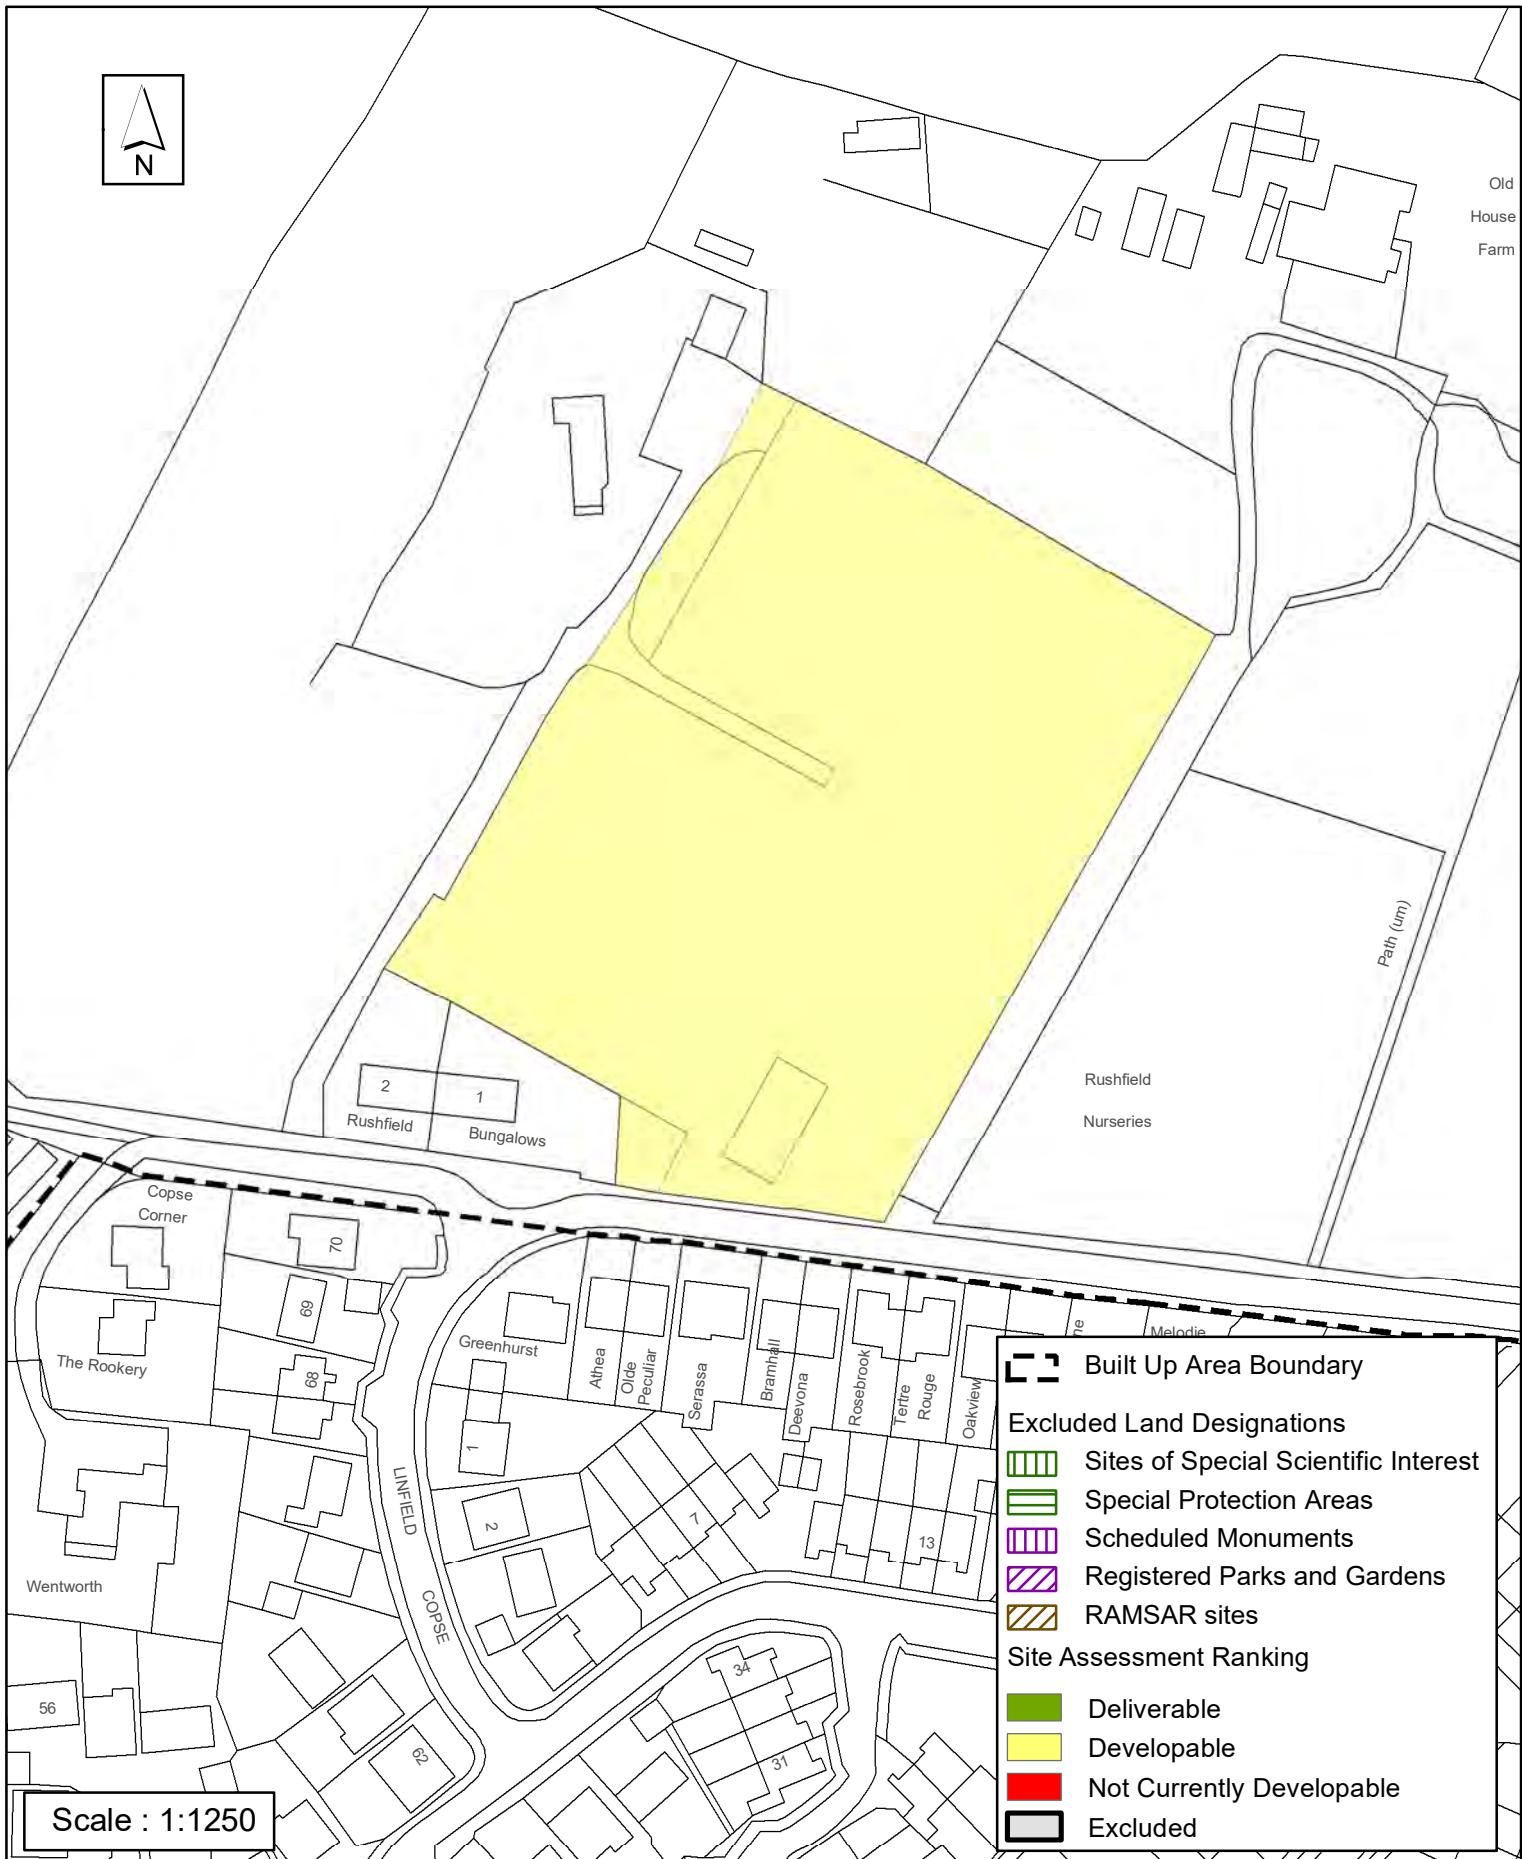 N
Old
House
Farm
Path (um)
Rushfield
Nurseries
2
1
Rushfield
Bungalows
Copse
Corner
70
69
68
The Rookery
Greenhurst
Athea
Olde
Peculiar
Serassa
Bramhall
Deevona
Rosebrook
Tertre
Rouge
Oakview
ne
Melodie
1
2
7
13
LINFIELD
COPSE
Wentworth
56
62
34
31
Scale : 1:1250
Built Up Area Boundary
Excluded Land Designations
Sites of Special Scientific Interest
Special Protection Areas
Scheduled Monuments
Registered Parks and Gardens
RAMSAR sites
Site Assessment Ranking
Deliverable
Developable
Not Currently Developable
Excluded